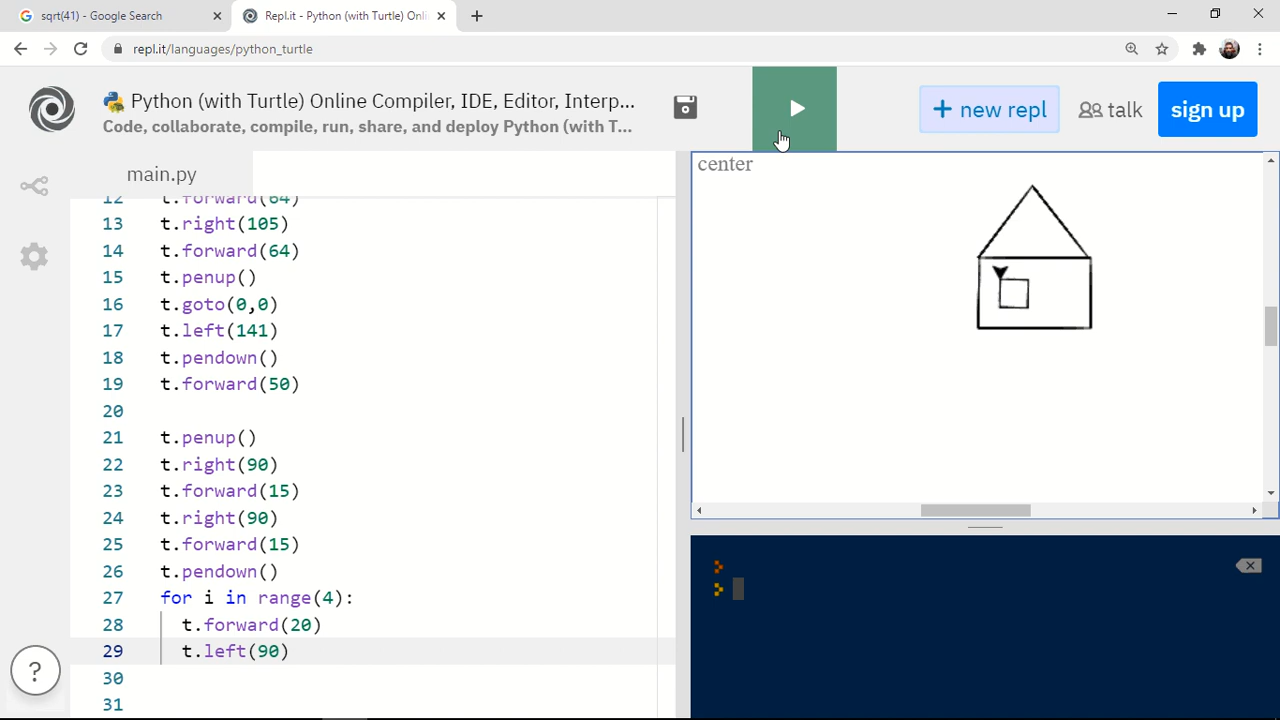 sqrt(41) - Google Search
Repl.it - Python (with Turtle) Onli
repl.it/languages/python_turtle
Python (with Turtle) Online Compiler, IDE, Editor, Interp...
Code, collaborate, compile, run, share, and deploy Python (with T...
+ new repl
talk
sign up
main.py
center
12 t.forward(64)
13 t.right(105)
14 t.forward(64)
15 t.penup()
16 t.goto(0,0)
17 t.left(141)
18 t.pendown()
19 t.forward(50)
20
21 t.penup()
22 t.right(90)
23 t.forward(15)
24 t.right(90)
25 t.forward(15)
26 t.pendown()
27 for i in range(4):
28 t.forward(20)
29 t.left(90)
30
31
?